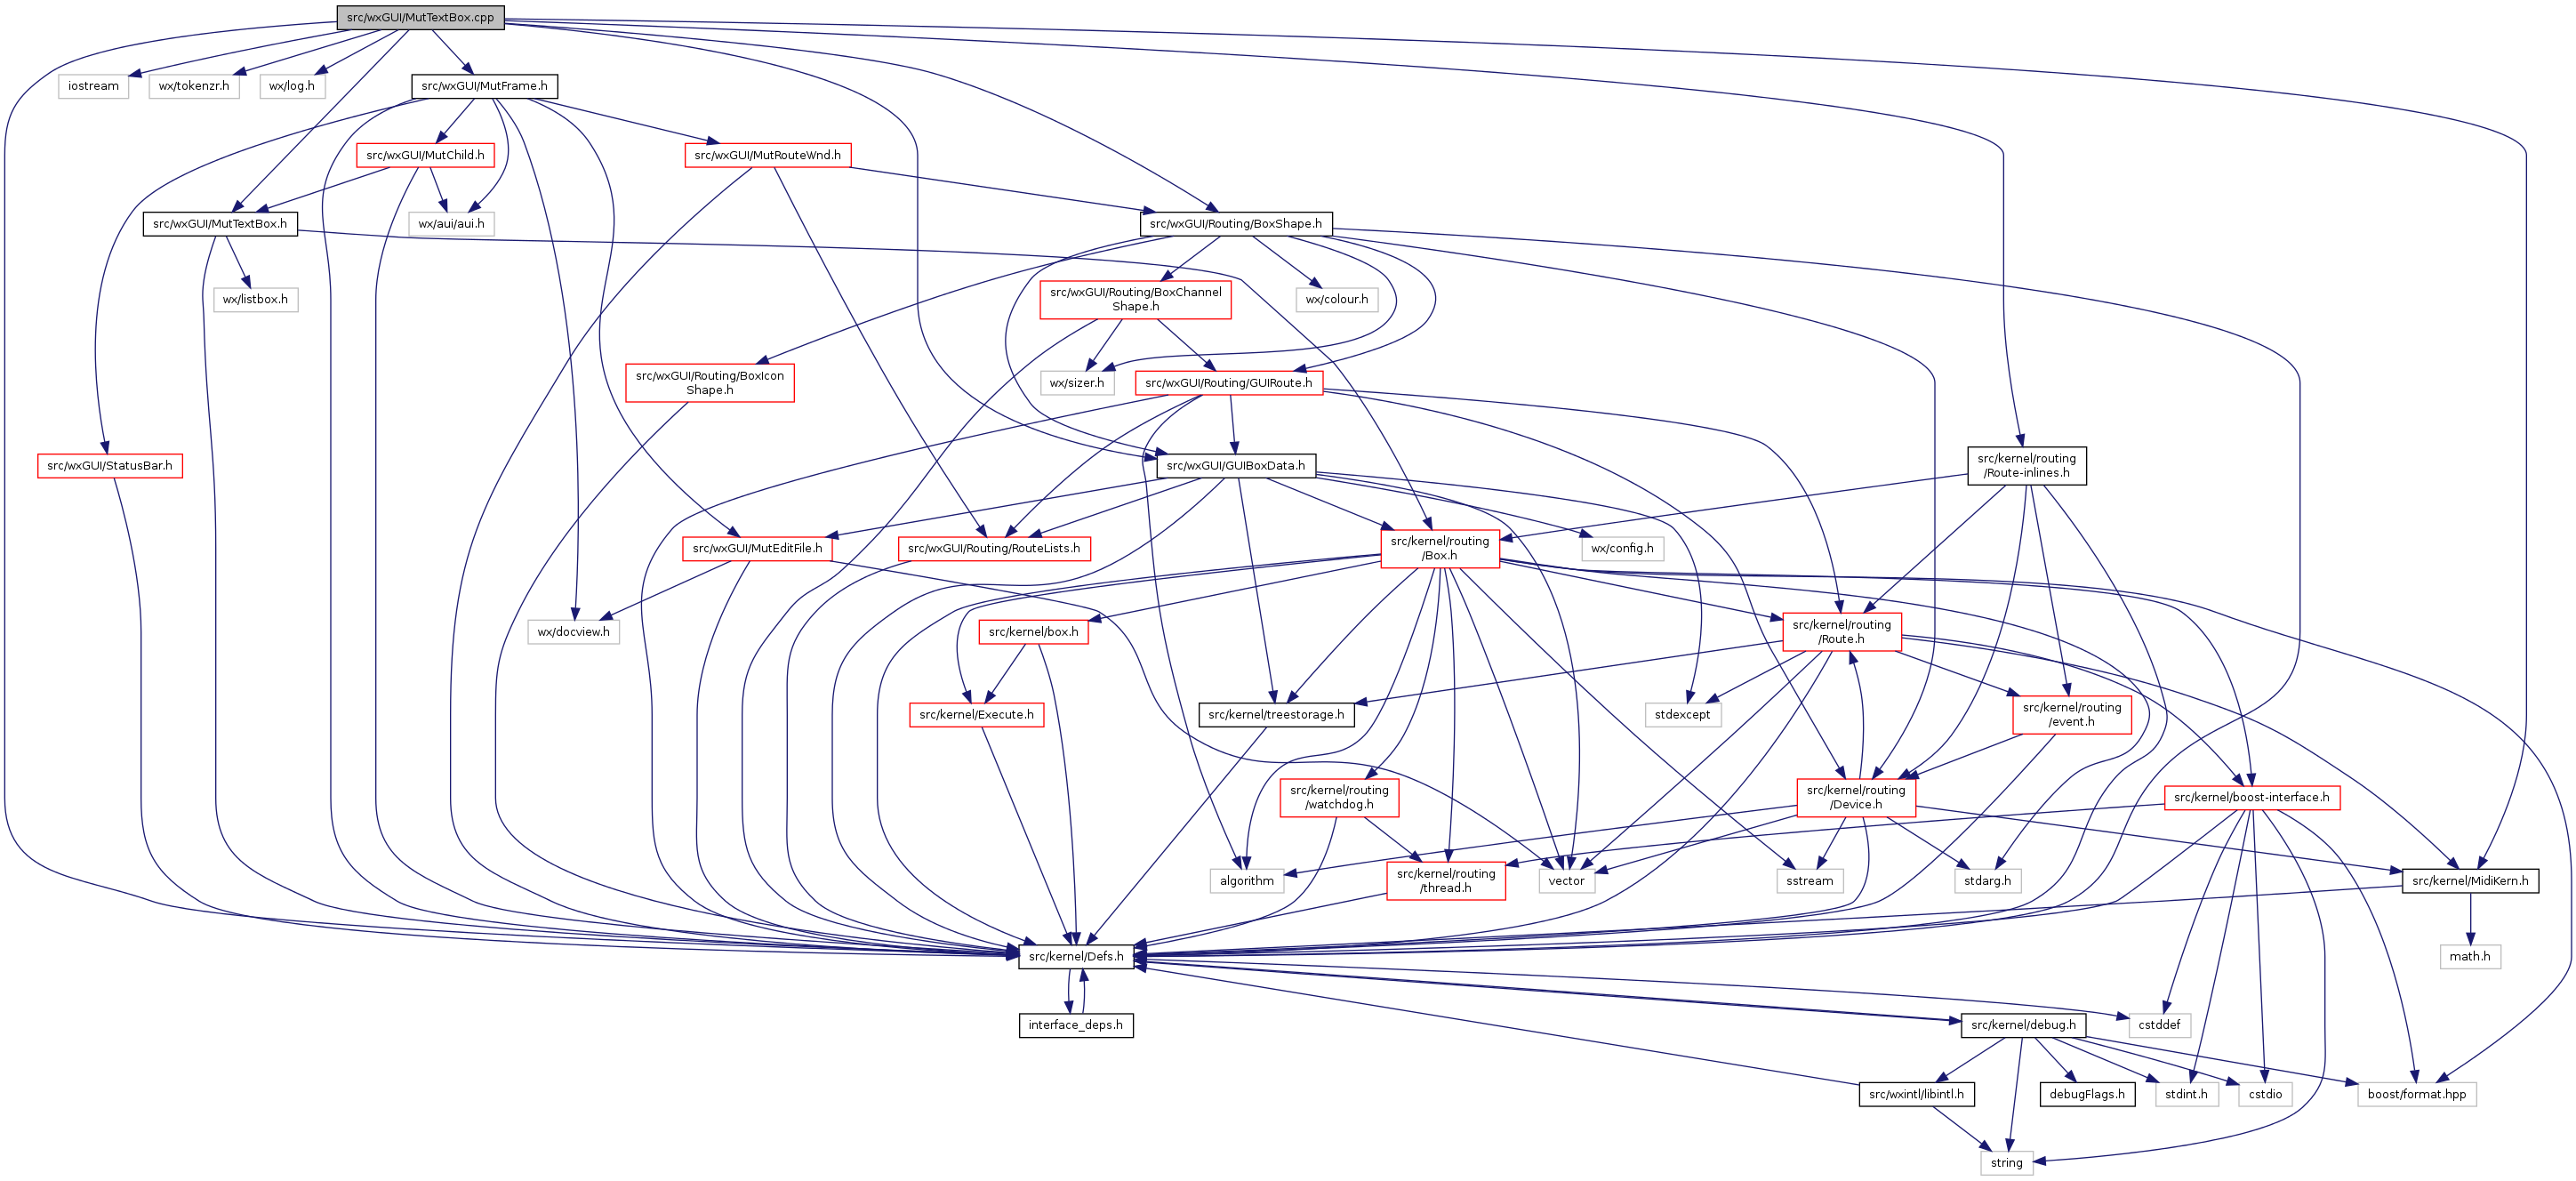 src/wxGUI/MutTextBox.cpp
iostream
wx/tokenzr.h
wx/log.h
src/wxGUI/MutFrame.h
src/wxGUI/MutChild.h
src/wxGUI/MutRouteWnd.h
src/wxGUI/MutTextBox.h
wx/aui/aui.h
src/wxGUI/Routing/BoxShape.h
wx/listbox.h
src/wxGUI/Routing/BoxChannel
Shape.h
wx/colour.h
src/wxGUI/Routing/BoxIcon
Shape.h
wx/sizer.h
src/wxGUI/Routing/GUIRoute.h
src/wxGUI/StatusBar.h
src/wxGUI/GUIBoxData.h
src/kernel/routing
/Route-inlines.h
src/wxGUI/MutEditFile.h
src/wxGUI/Routing/RouteLists.h
src/kernel/routing
/Box.h
wx/config.h
wx/docview.h
src/kernel/box.h
src/kernel/routing
/Route.h
src/kernel/Execute.h
src/kernel/treestorage.h
stdexcept
src/kernel/routing
/event.h
src/kernel/routing
/watchdog.h
src/kernel/routing
/Device.h
src/kernel/boost-interface.h
algorithm
src/kernel/routing
/thread.h
vector
sstream
stdarg.h
src/kernel/MidiKern.h
src/kernel/Defs.h
math.h
interface_deps.h
src/kernel/debug.h
cstddef
src/wxintl/libintl.h
debugFlags.h
stdint.h
cstdio
boost/format.hpp
string